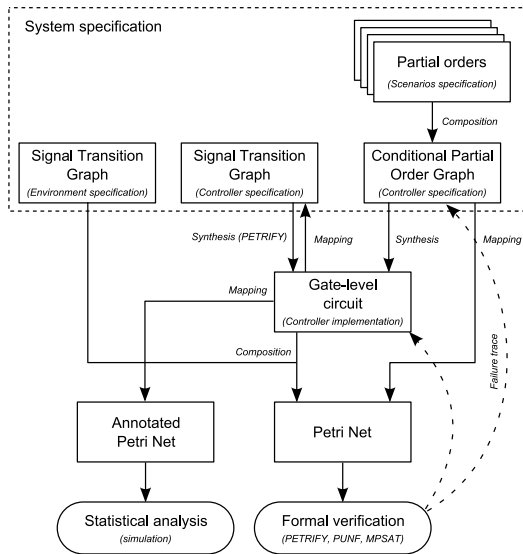 System specification
Partial orders
(Scenarios specification)
Composition
Signal Transition
Graph
(Environment specification)
Signal Transition
Graph
(Controller specification)
Conditional Partial
Order Graph
(Controller specification)
Synthesis (PETRIFY)
Mapping
Synthesis
Mapping
Mapping
Gate-level
circuit
(Controller implementation)
Composition
Failure trace
Annotated
Petri Net
Petri Net
Statistical analysis
(simulation)
Formal verification
(PETRIFY, PUNF, MPSAT)